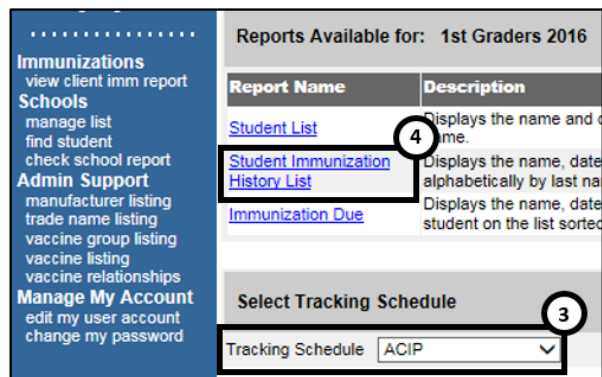 Immunizations
view client imm report
Schools
manage list
find student
check school report
Admin Support
manufacturer listing
trade name listing
vaccine group listing
vaccine listing
vaccine relationships
Manage My Account
edit my user account
change my password
Reports Available for: 1st Graders 2016
Report Name Description
Student List Displays the name and
4
Student Immunization Displays the name, date
History List alphabetically by last na
Immunization Due Displays the name, date
student on the list sorted
Select Tracking Schedule
3
Tracking Schedule ACIP